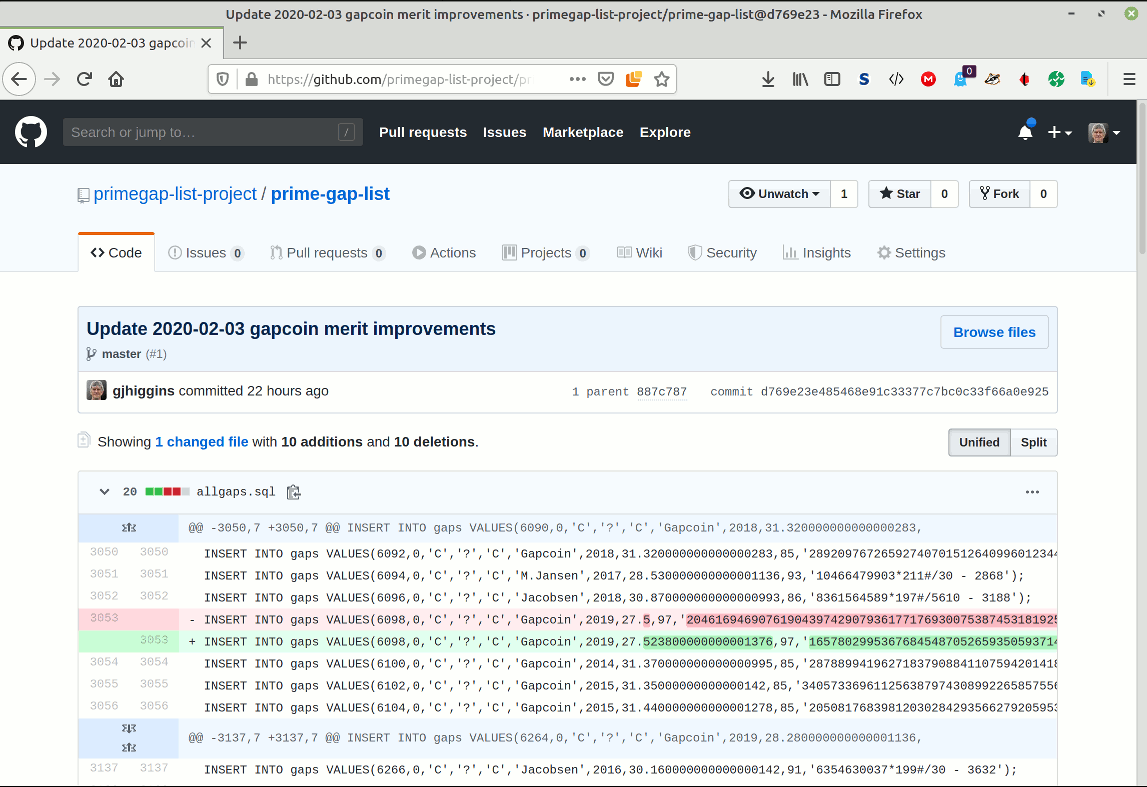 Update 2020-02-03 gapcoin merit improvements · primegap-list-project/prime-gap-list@d769e23 - Mozilla Firefox
Update 2020-02-03 gapcoin
https://github.com/primegap-list-project/pr
S M 0
Search or jump to… / Pull requests Issues Marketplace Explore
primegap-list-project / prime-gap-list Unwatch 1 Star 0 Fork 0
Code Issues 0 Pull requests 0 Actions Projects 0 Wiki Security Insights Settings
Update 2020-02-03 gapcoin merit improvements Browse files
master (#1)
gjhiggins committed 22 hours ago 1 parent 887c787 commit d769e23e485468e91c33377c7bc0c33f66a0e925
Showing 1 changed file with 10 additions and 10 deletions. Unified Split
20 allgaps.sql
@@ -3050,7 +3050,7 @@ INSERT INTO gaps VALUES(6090,0,'C','?','C','Gapcoin',2018,31.320000000000000283,
3050 3050 INSERT INTO gaps VALUES(6092,0,'C','?','C','Gapcoin',2018,31.320000000000000283,85,'28920976726592740701512640996012344
3051 3051 INSERT INTO gaps VALUES(6094,0,'C','?','C','M.Jansen',2017,28.530000000000001136,93,'10466479903*211#/30 - 2868');
3052 3052 INSERT INTO gaps VALUES(6096,0,'C','?','C','Jacobsen',2018,30.870000000000000993,86,'8361564589*197#/5610 - 3188');
3053 - INSERT INTO gaps VALUES(6098,0,'C','?','C','Gapcoin',2019,27.5,97,'2046169469076190439742907936177176930075387453181925
3053 + INSERT INTO gaps VALUES(6098,0,'C','?','C','Gapcoin',2019,27.523800000000001376,97,'16578029953676845487052659350593714
3054 3054 INSERT INTO gaps VALUES(6100,0,'C','?','C','Gapcoin',2014,31.370000000000000995,85,'28788994196271837908841107594201418
3055 3055 INSERT INTO gaps VALUES(6102,0,'C','?','C','Gapcoin',2015,31.35000000000000142,85,'340573369611256387974308992265857556
3056 3056 INSERT INTO gaps VALUES(6104,0,'C','?','C','Gapcoin',2015,31.440000000000001278,85,'20508176839812030284293566279205953
@@ -3137,7 +3137,7 @@ INSERT INTO gaps VALUES(6264,0,'C','?','C','Gapcoin',2019,28.280000000000001136,
3137 3137 INSERT INTO gaps VALUES(6266,0,'C','?','C','Jacobsen',2016,30.160000000000000142,91,'6354630037*199#/30 - 3632');